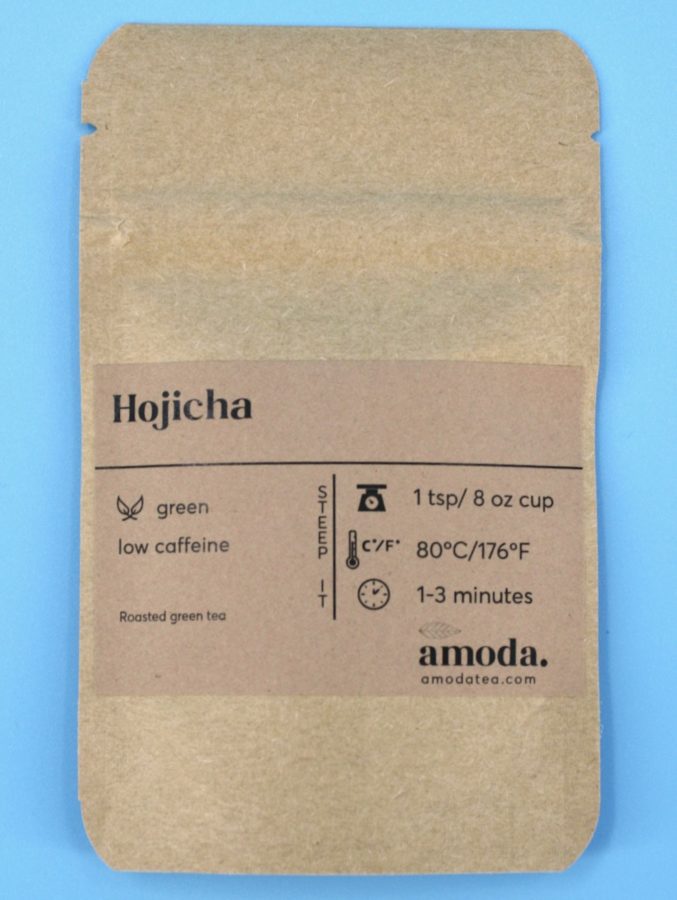 Hojicha
green
low caffeine
Roasted green tea
STEEP IT
1 tsp/ 8 oz cup
C°/F° 80°C/176°F
1-3 minutes
amoda.
amodatea.com